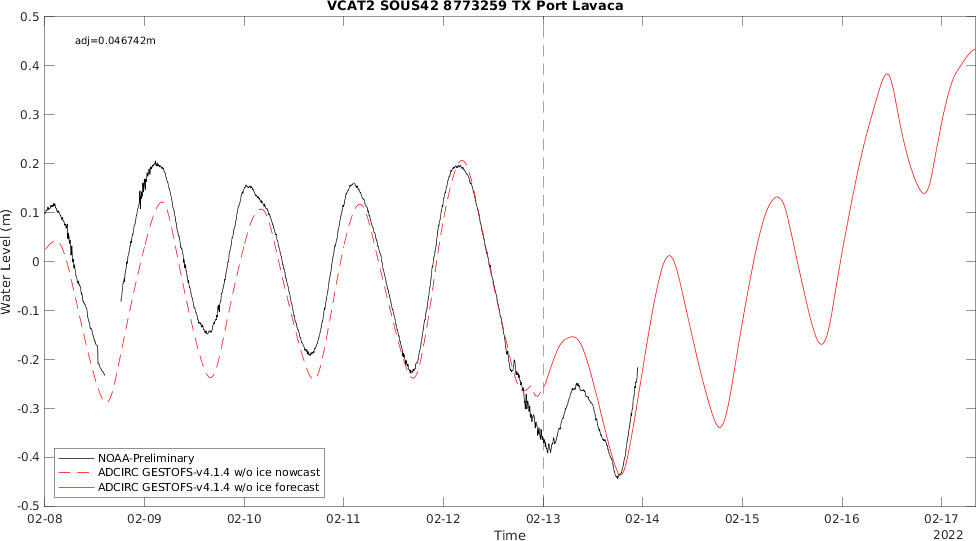 VCAT2 SOUS42 8773259 TX Port Lavaca
adj=0.046742m
Water Level (m)
0.5
0.4
0.3
0.2
0.1
0
-0.1
-0.2
-0.3
-0.4
-0.5
NOAA-Preliminary
ADCIRC GESTOFS-v4.1.4 w/o ice nowcast
ADCIRC GESTOFS-v4.1.4 w/o ice forecast
02-08 02-09 02-10 02-11 02-12 02-13 02-14 02-15 02-16 02-17
Time
2022